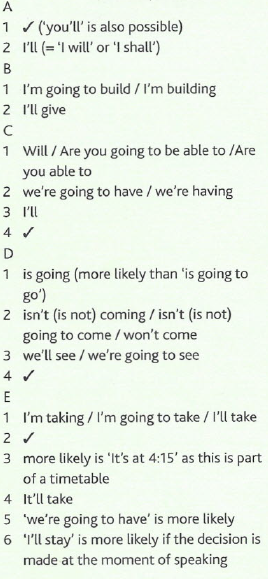 A
1 ✓ ('you'll' is also possible)
2 I'll (= 'I will' or 'I shall')
B
1 I'm going to build / I'm building
2 I'll give
C
1 Will / Are you going to be able to /Are
you able to
2 we're going to have / we're having
3 I'll
4 ✓
D
1 is going (more likely than 'is going to
go')
2 isn't (is not) coming / isn't (is not)
going to come / won't come
3 we'll see / we're going to see
4 ✓
E
1 I'm taking / I'm going to take / I'll take
2 ✓
3 more likely is 'It's at 4:15' as this is part
of a timetable
4 It'll take
5 'we're going to have' is more likely
6 'I'll stay' is more likely if the decision is
made at the moment of speaking